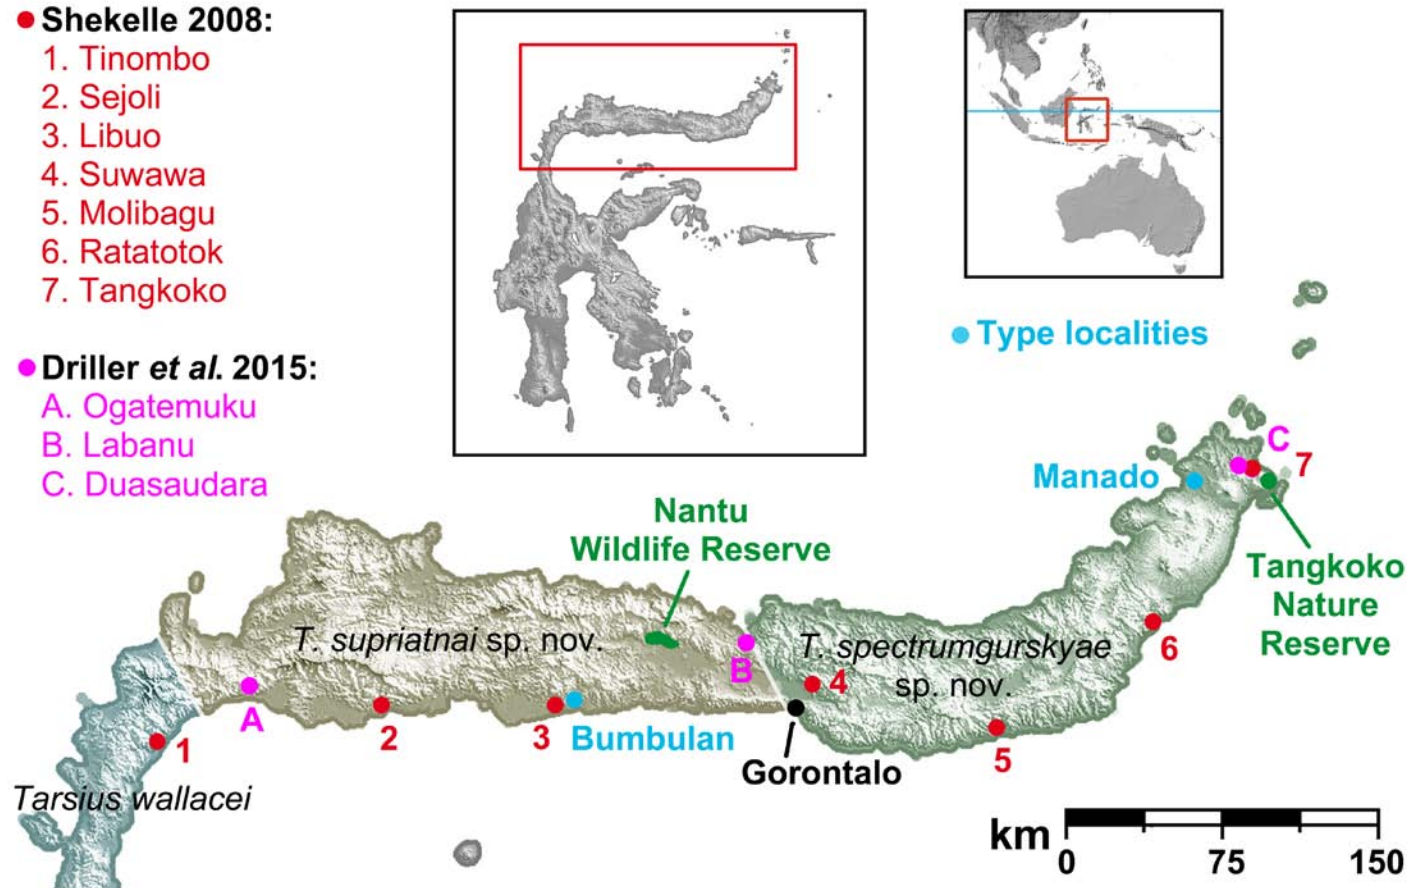 Shekelle 2008:
1. Tinombo
2. Sejoli
3. Libuo
4. Suwawa
5. Molibagu
6. Ratatotok
7. Tangkoko
Driller et al. 2015:
A. Ogatemuku
B. Labanu
C. Duasaudara
Type localities
Manado
C
7
Nantu
Wildlife Reserve
Tangkoko
Nature
Reserve
T. supriatnai sp. nov.
T. spectrumgurskyae
sp. nov.
B
4
6
A
2
3
Bumbulan
1
5
Gorontalo
Tarsius wallacei
km
0 75 150